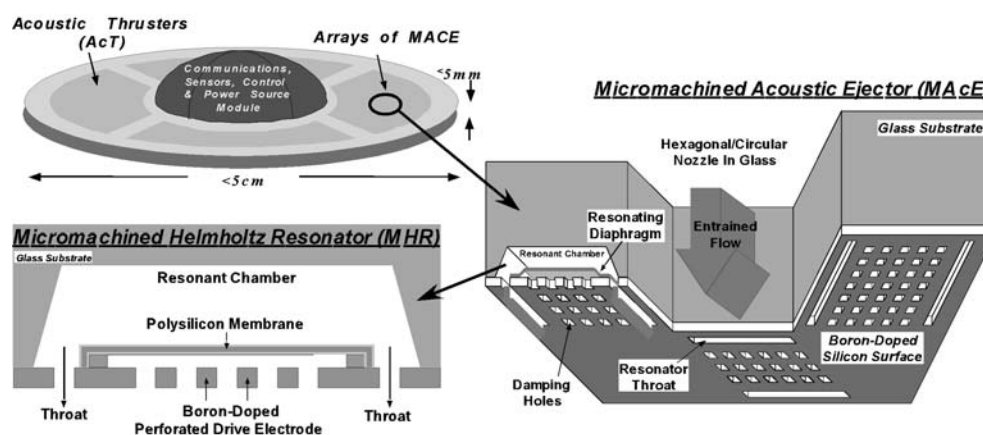 Acoustic Thrusters
(AcT)
Arrays of MACE
Communications,
Sensors, Control
& Power Source
Module
<5mm
<5cm
Micromachined Acoustic Ejector (MAcE
Glass Substrate
Hexagonal/Circular
Nozzle In Glass
Entrained
Flow
Resonating
Diaphragm
Resonant Chamber
Boron-Doped
Silicon Surface
Resonator
Throat
Damping
Holes
Micromachined Helmholtz Resonator (MHR)
Glass Substrate
Resonant Chamber
Polysilicon Membrane
Throat
Boron-Doped
Perforated Drive Electrode
Throat